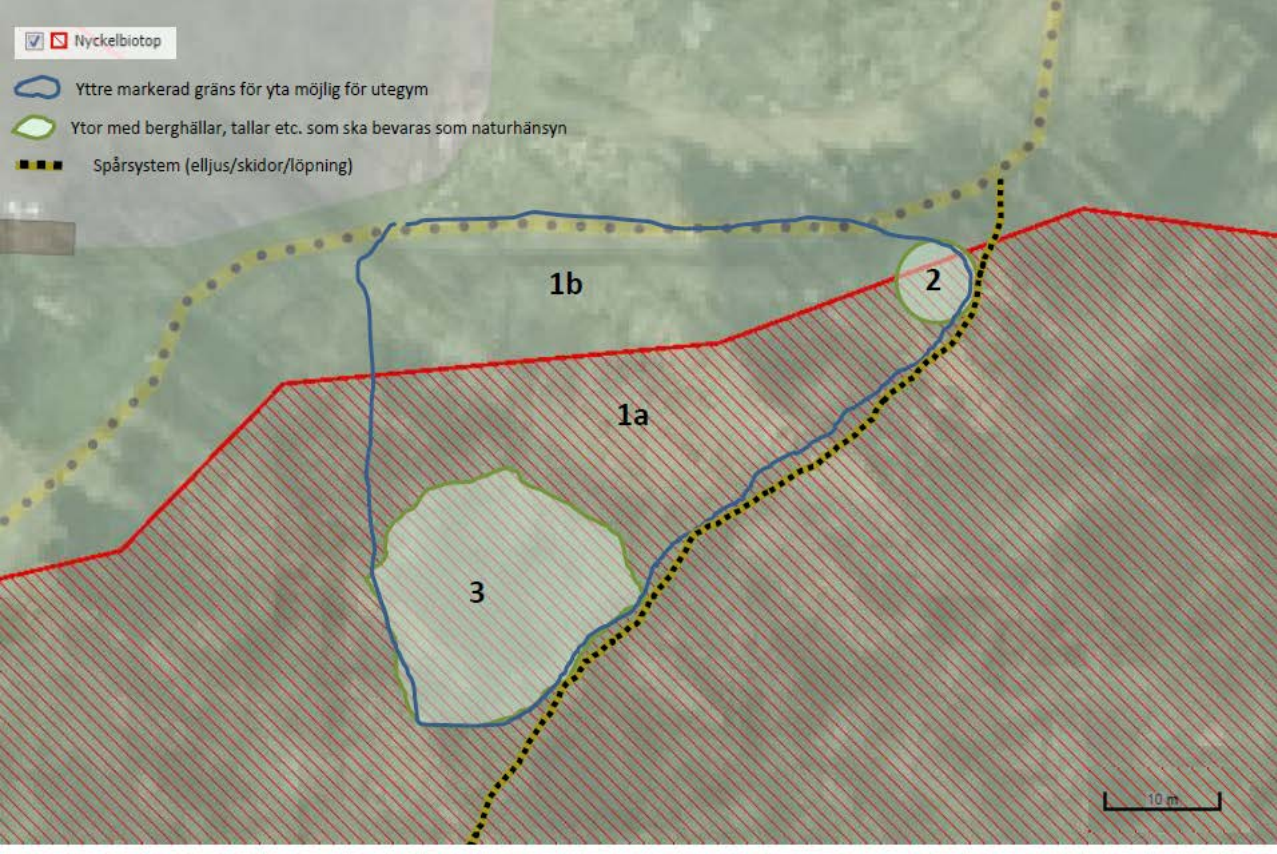 Nyckelbiotop
Yttre markerad gräns för yta möjlig för utegym
Ytor med berghällar, tallar etc. som ska bevaras som naturhänsyn
Spårsystem (elljus/skidor/löpning)
1b
2
1a
3
10 m